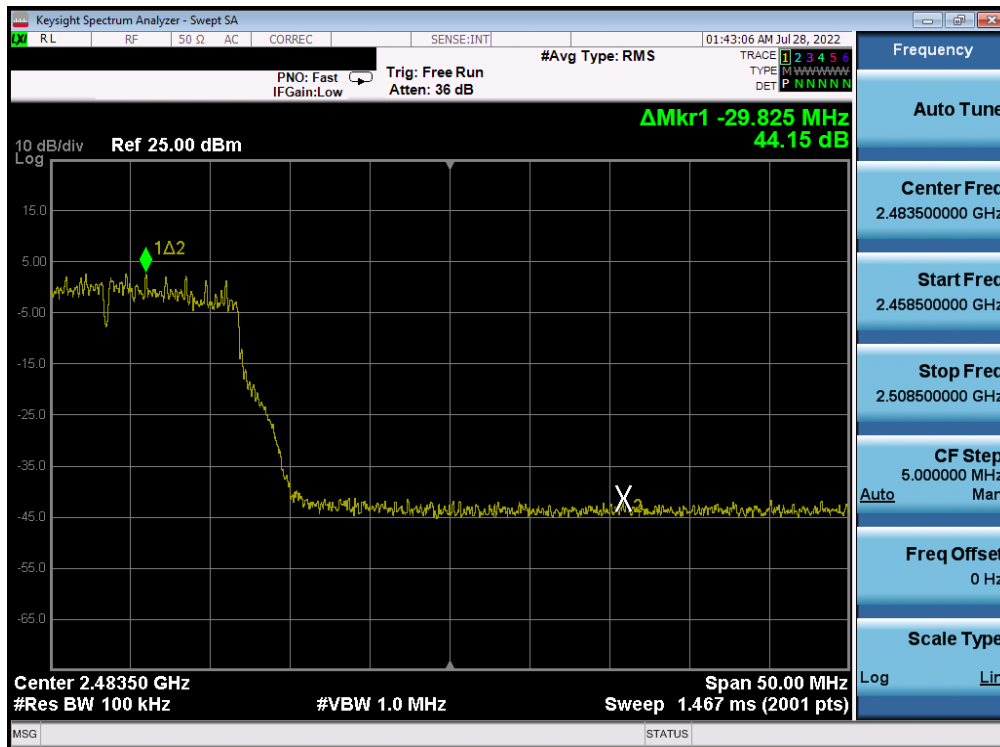 Keysight Spectrum Analyzer - Swept SA
LXI RL RF 50 Ω AC CORREC SENSE:INT 01:43:06 AM Jul 28, 2022
#Avg Type: RMS TRACE 1 2 3 4 5 6
PNO: Fast Trig: Free Run TYPE M WWWWW
IFGain:Low Atten: 36 dB DET P N N N N N
ΔMkr1 -29.825 MHz
44.15 dB
10 dB/div Ref 25.00 dBm
Log
15.0
1Δ2
5.00
-5.00
-15.0
-25.0
-35.0
X2
-45.0
-55.0
-65.0
Center 2.48350 GHz Span 50.00 MHz
#Res BW 100 kHz #VBW 1.0 MHz Sweep 1.467 ms (2001 pts)
MSG STATUS
Frequency
Auto Tune
Center Freq
2.483500000 GHz
Start Freq
2.458500000 GHz
Stop Freq
2.508500000 GHz
CF Step
5.000000 MHz
Auto Man
Freq Offset
0 Hz
Scale Type
Log Lin